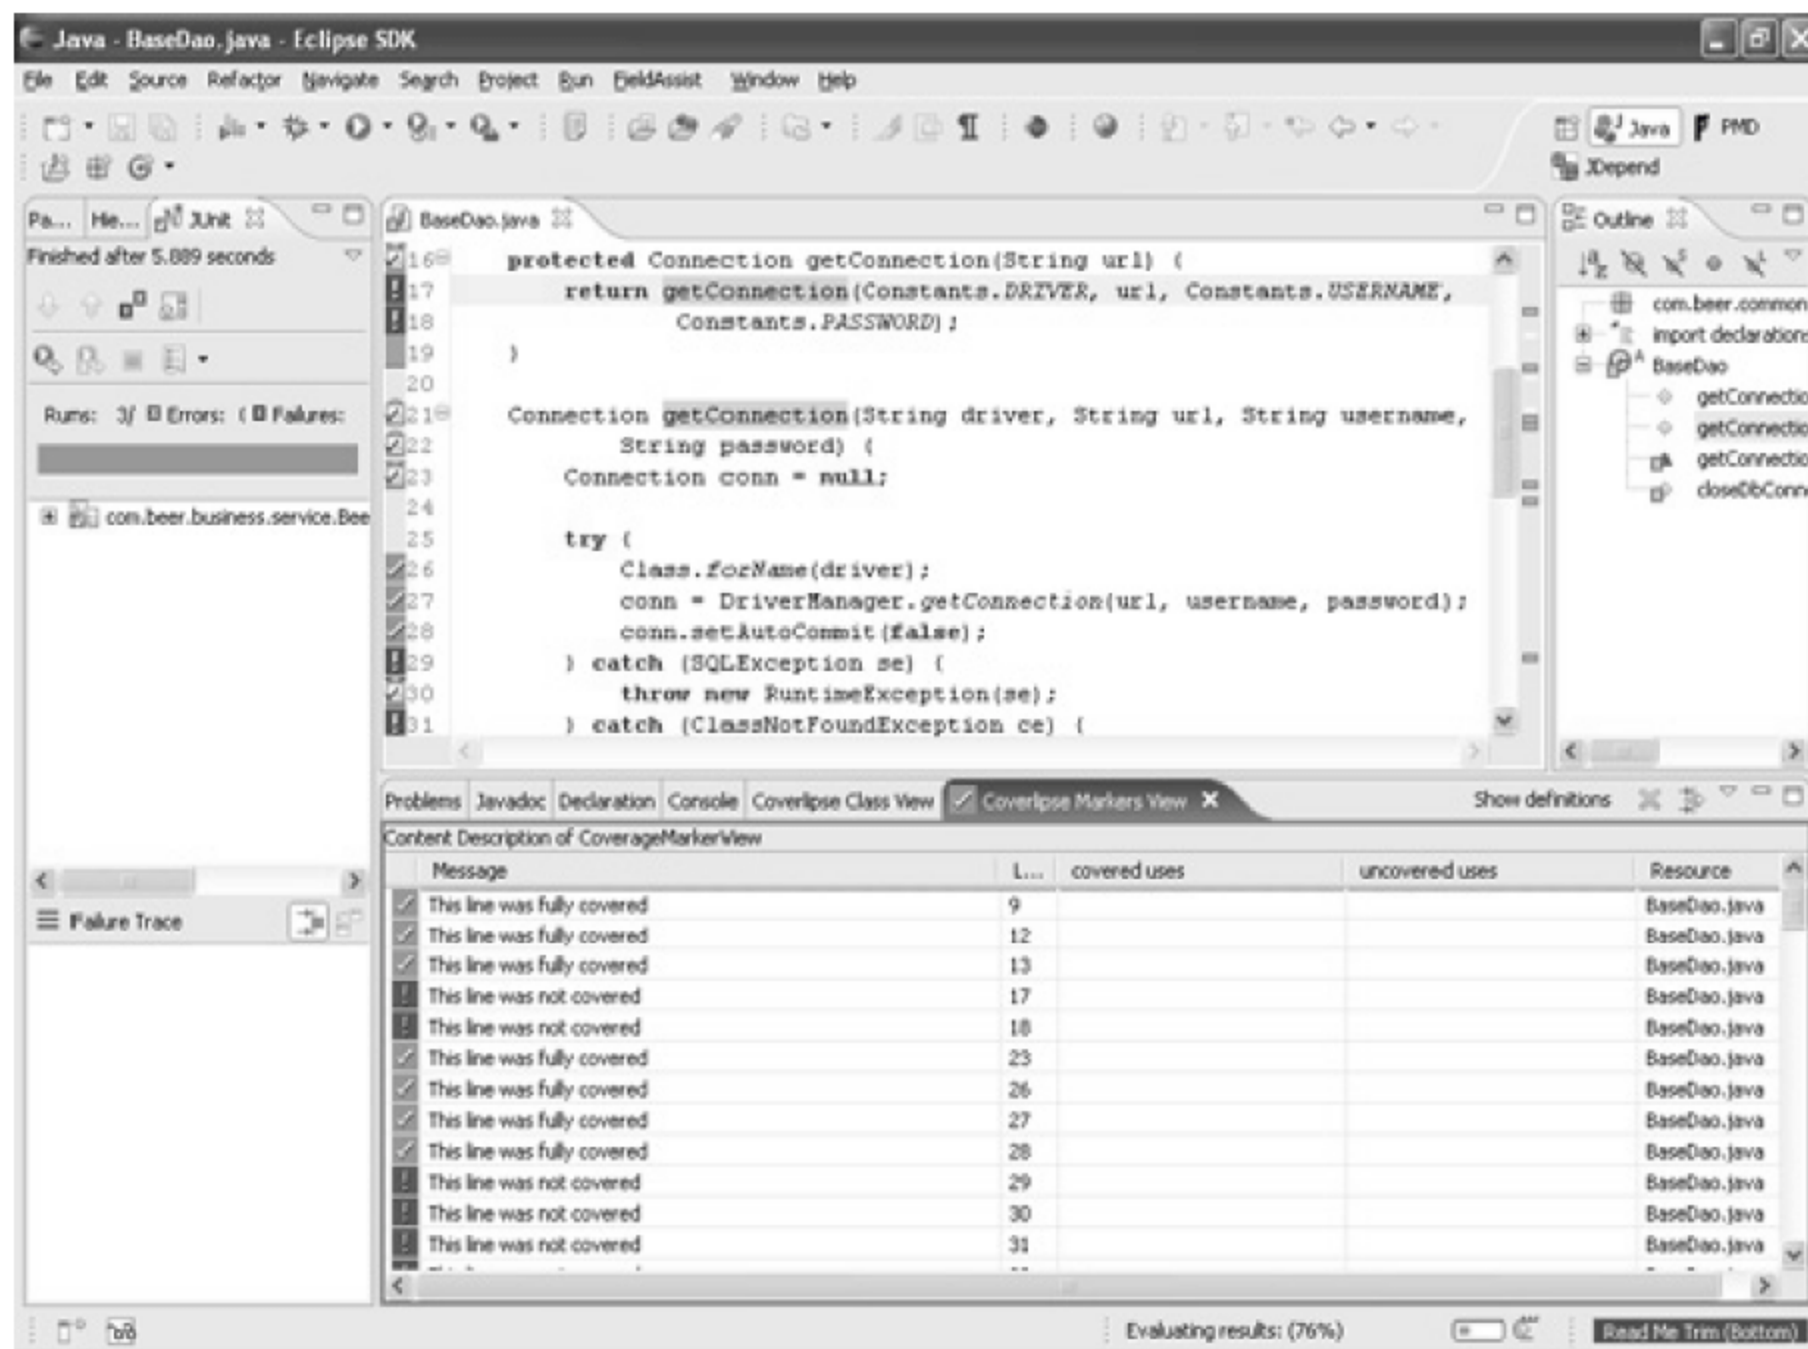 Java - BaseDao.java - Eclipse SDK
File Edit Source Refactor Navigate Search Project Run FieldAssist Window Help
Java PMD
JDepend
Pa... Hie... JUnit
Finished after 5.889 seconds
Runs: 3/ Errors: ( Failures:
com.beer.business.service.Bee
Failure Trace
BaseDao.java
16 protected Connection getConnection(String url) {
17 return getConnection(Constants.DRIVER, url, Constants.USERNAME,
18 Constants.PASSWORD);
19 }
20
21 Connection getConnection(String driver, String url, String username,
22 String password) {
23 Connection conn = null;
24
25 try {
26 Class.forName(driver);
27 conn = DriverManager.getConnection(url, username, password);
28 conn.setAutoCommit(false);
29 } catch (SQLException se) {
30 throw new RuntimeException(se);
31 } catch (ClassNotFoundException ce) {
Outline
com.beer.common
import declarations
BaseDao
getConnectio
getConnectio
getConnectio
closeDbConn
Problems Javadoc Declaration Console Coverlipse Class View Coverlipse Markers View Show definitions
Content Description of CoverageMarkerView
Message L... covered uses uncovered uses Resource
This line was fully covered 9 BaseDao.java
This line was fully covered 12 BaseDao.java
This line was fully covered 13 BaseDao.java
This line was not covered 17 BaseDao.java
This line was not covered 18 BaseDao.java
This line was fully covered 23 BaseDao.java
This line was fully covered 26 BaseDao.java
This line was fully covered 27 BaseDao.java
This line was fully covered 28 BaseDao.java
This line was not covered 29 BaseDao.java
This line was not covered 30 BaseDao.java
This line was not covered 31 BaseDao.java
Evaluating results: (76%) Read Me Trim (Bottom)